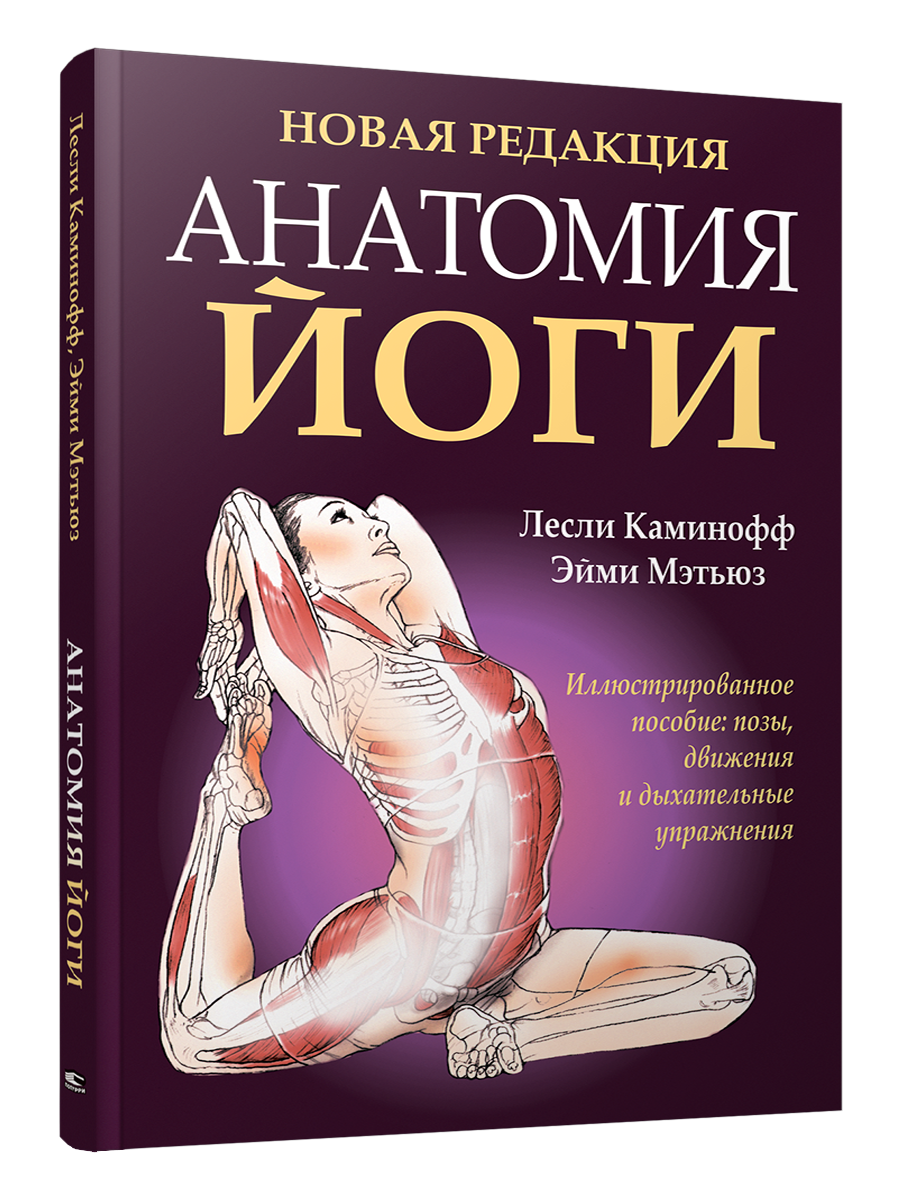 НОВАЯ РЕДАКЦИЯ
АНАТОМИЯ
ЙОГИ
Лесли Каминофф
Эйми Мэтьюз
Иллюстрированное
пособие: позы,
движения
и дыхательные
упражнения
Лесли Каминофф, Эйми Мэтьюз
АНАТОМИЯ ЙОГИ